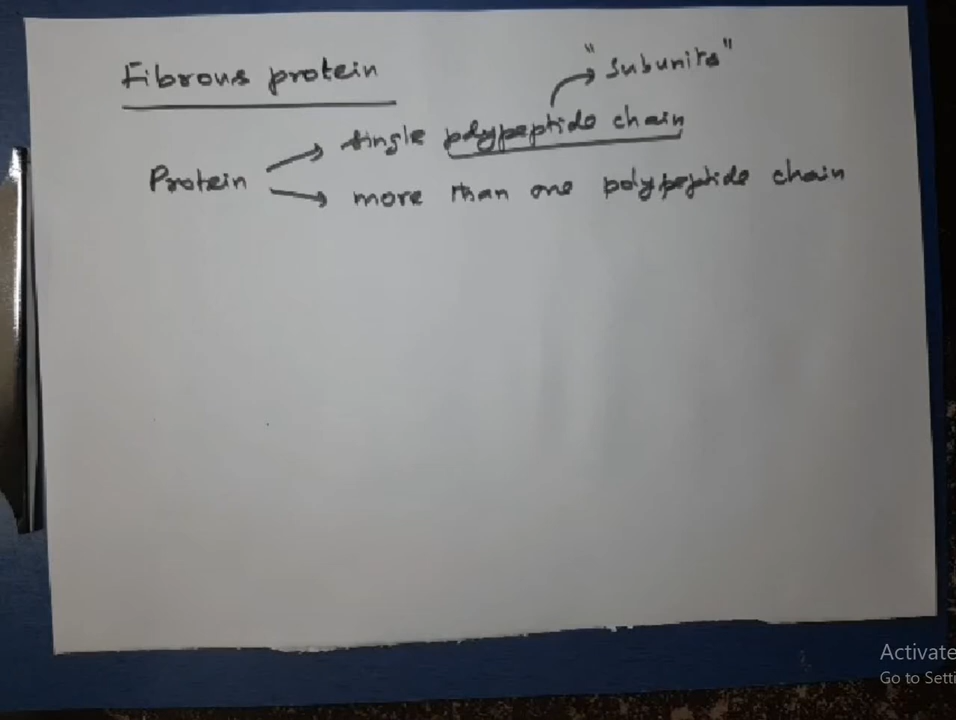 Fibrous protein
"Subunits"
Protein → single polypeptide chain
→ more than one polypeptide chain
Activate
Go to Setti